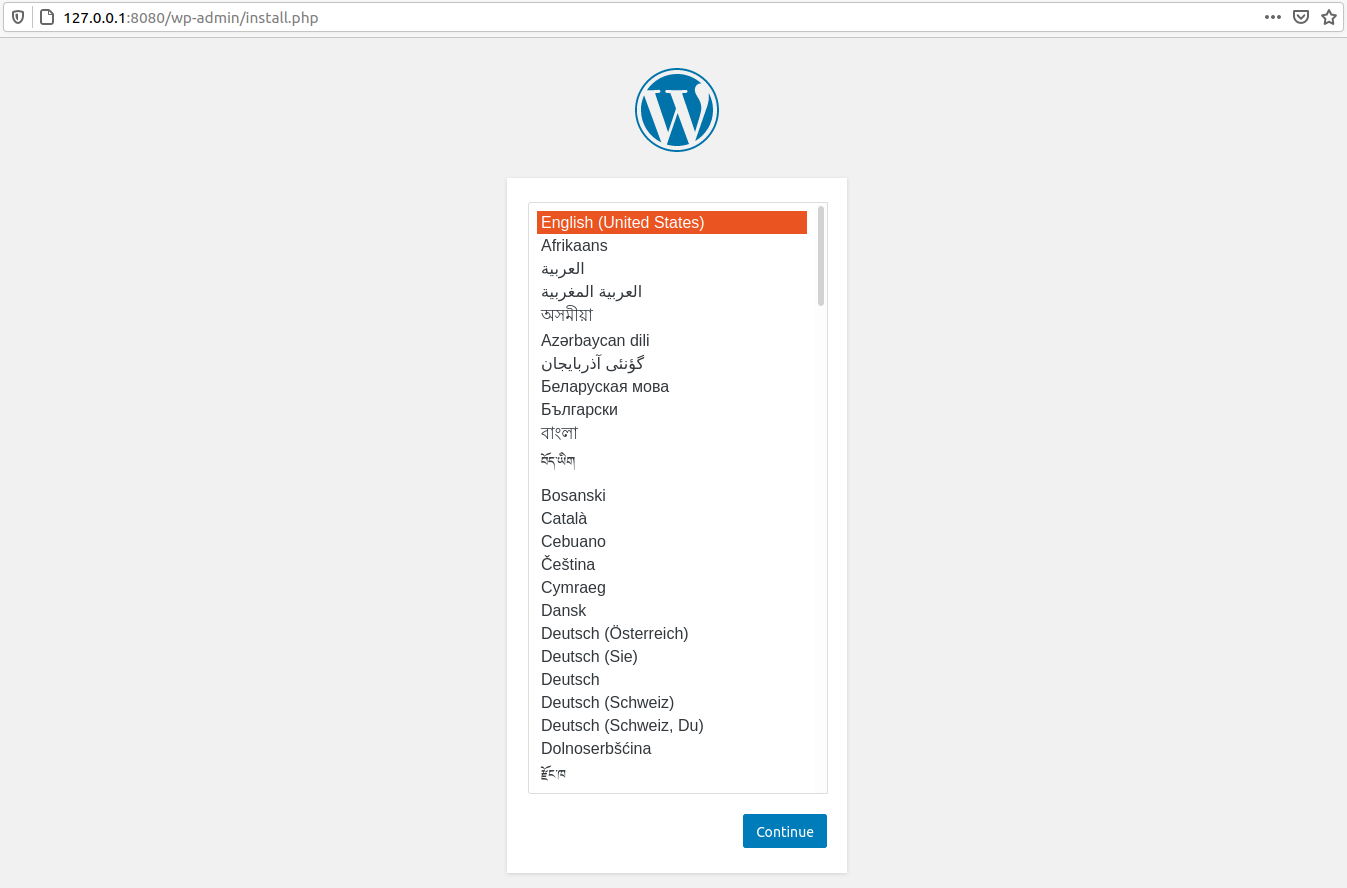 127.0.0.1:8080/wp-admin/install.php
English (United States)
Afrikaans
العربية
العربية المغربية
অসমীয়া
Azərbaycan dili
گؤنئی آذربایجان
Беларуская мова
Български
বাংলা
བོད་ཡིག
Bosanski
Català
Cebuano
Čeština
Cymraeg
Dansk
Deutsch (Österreich)
Deutsch (Sie)
Deutsch
Deutsch (Schweiz)
Deutsch (Schweiz, Du)
Dolnoserbšćina
རྫོང་ཁ
Continue